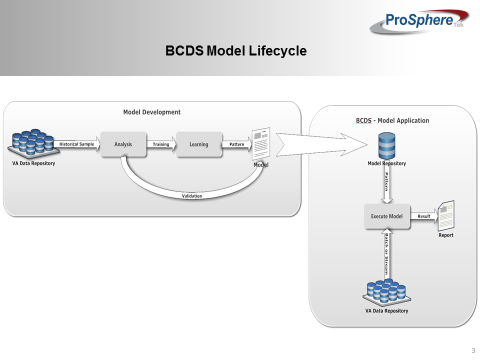 ProSphere
Tek
BCDS Model Lifecycle
Model Development
Historical Sample
Analysis
Training
Learning
Pattern
VA Data Repository
Model
Validation
BCDS - Model Application
Model Repository
Pattern
Execute Model
Result
Report
Batch or Stream
VA Data Repository
3